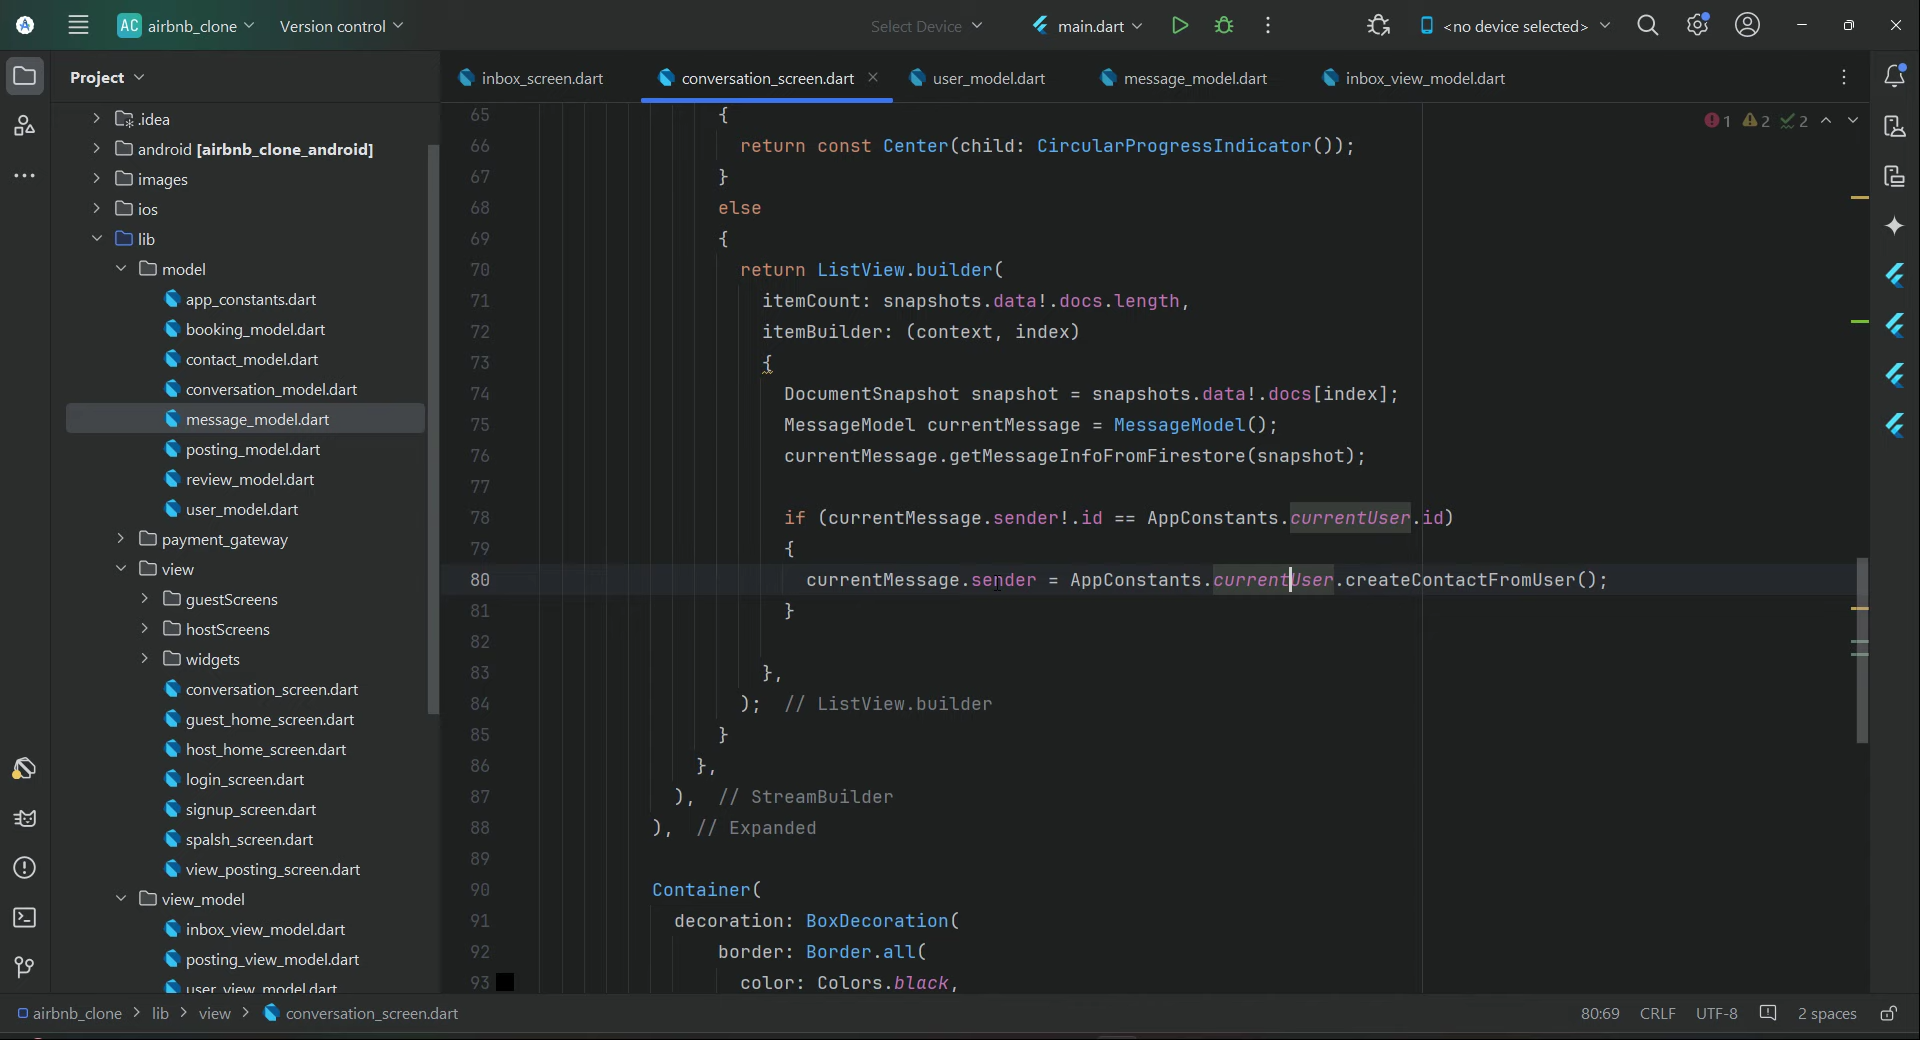 AC airbnb_clone Version control Select Device main.dart <no device selected>
Project
inbox_screen.dart conversation_screen.dart user_model.dart message_model.dart inbox_view_model.dart
.idea
android [airbnb_clone_android]
images
ios
lib
model
app_constants.dart
booking_model.dart
contact_model.dart
conversation_model.dart
message_model.dart
posting_model.dart
review_model.dart
user_model.dart
payment_gateway
view
guestScreens
hostScreens
widgets
conversation_screen.dart
guest_home_screen.dart
host_home_screen.dart
login_screen.dart
signup_screen.dart
spalsh_screen.dart
view_posting_screen.dart
view_model
inbox_view_model.dart
posting_view_model.dart
user_view_model.dart
1 2 2
65 {
66 return const Center(child: CircularProgressIndicator());
67 }
68 else
69 {
70 return ListView.builder(
71 itemCount: snapshots.data!.docs.length,
72 itemBuilder: (context, index)
73 {
74 DocumentSnapshot snapshot = snapshots.data!.docs[index];
75 MessageModel currentMessage = MessageModel();
76 currentMessage.getMessageInfoFromFirestore(snapshot);
77
78 if (currentMessage.sender!.id == AppConstants.currentUser.id)
79 {
80 currentMessage.sender = AppConstants.currentUser.createContactFromUser();
81 }
82
83 },
84 ); // ListView.builder
85 }
86 },
87 ), // StreamBuilder
88 ), // Expanded
89
90 Container(
91 decoration: BoxDecoration(
92 border: Border.all(
93 color: Colors.black,
airbnb_clone > lib > view > conversation_screen.dart 80:69 CRLF UTF-8 2 spaces